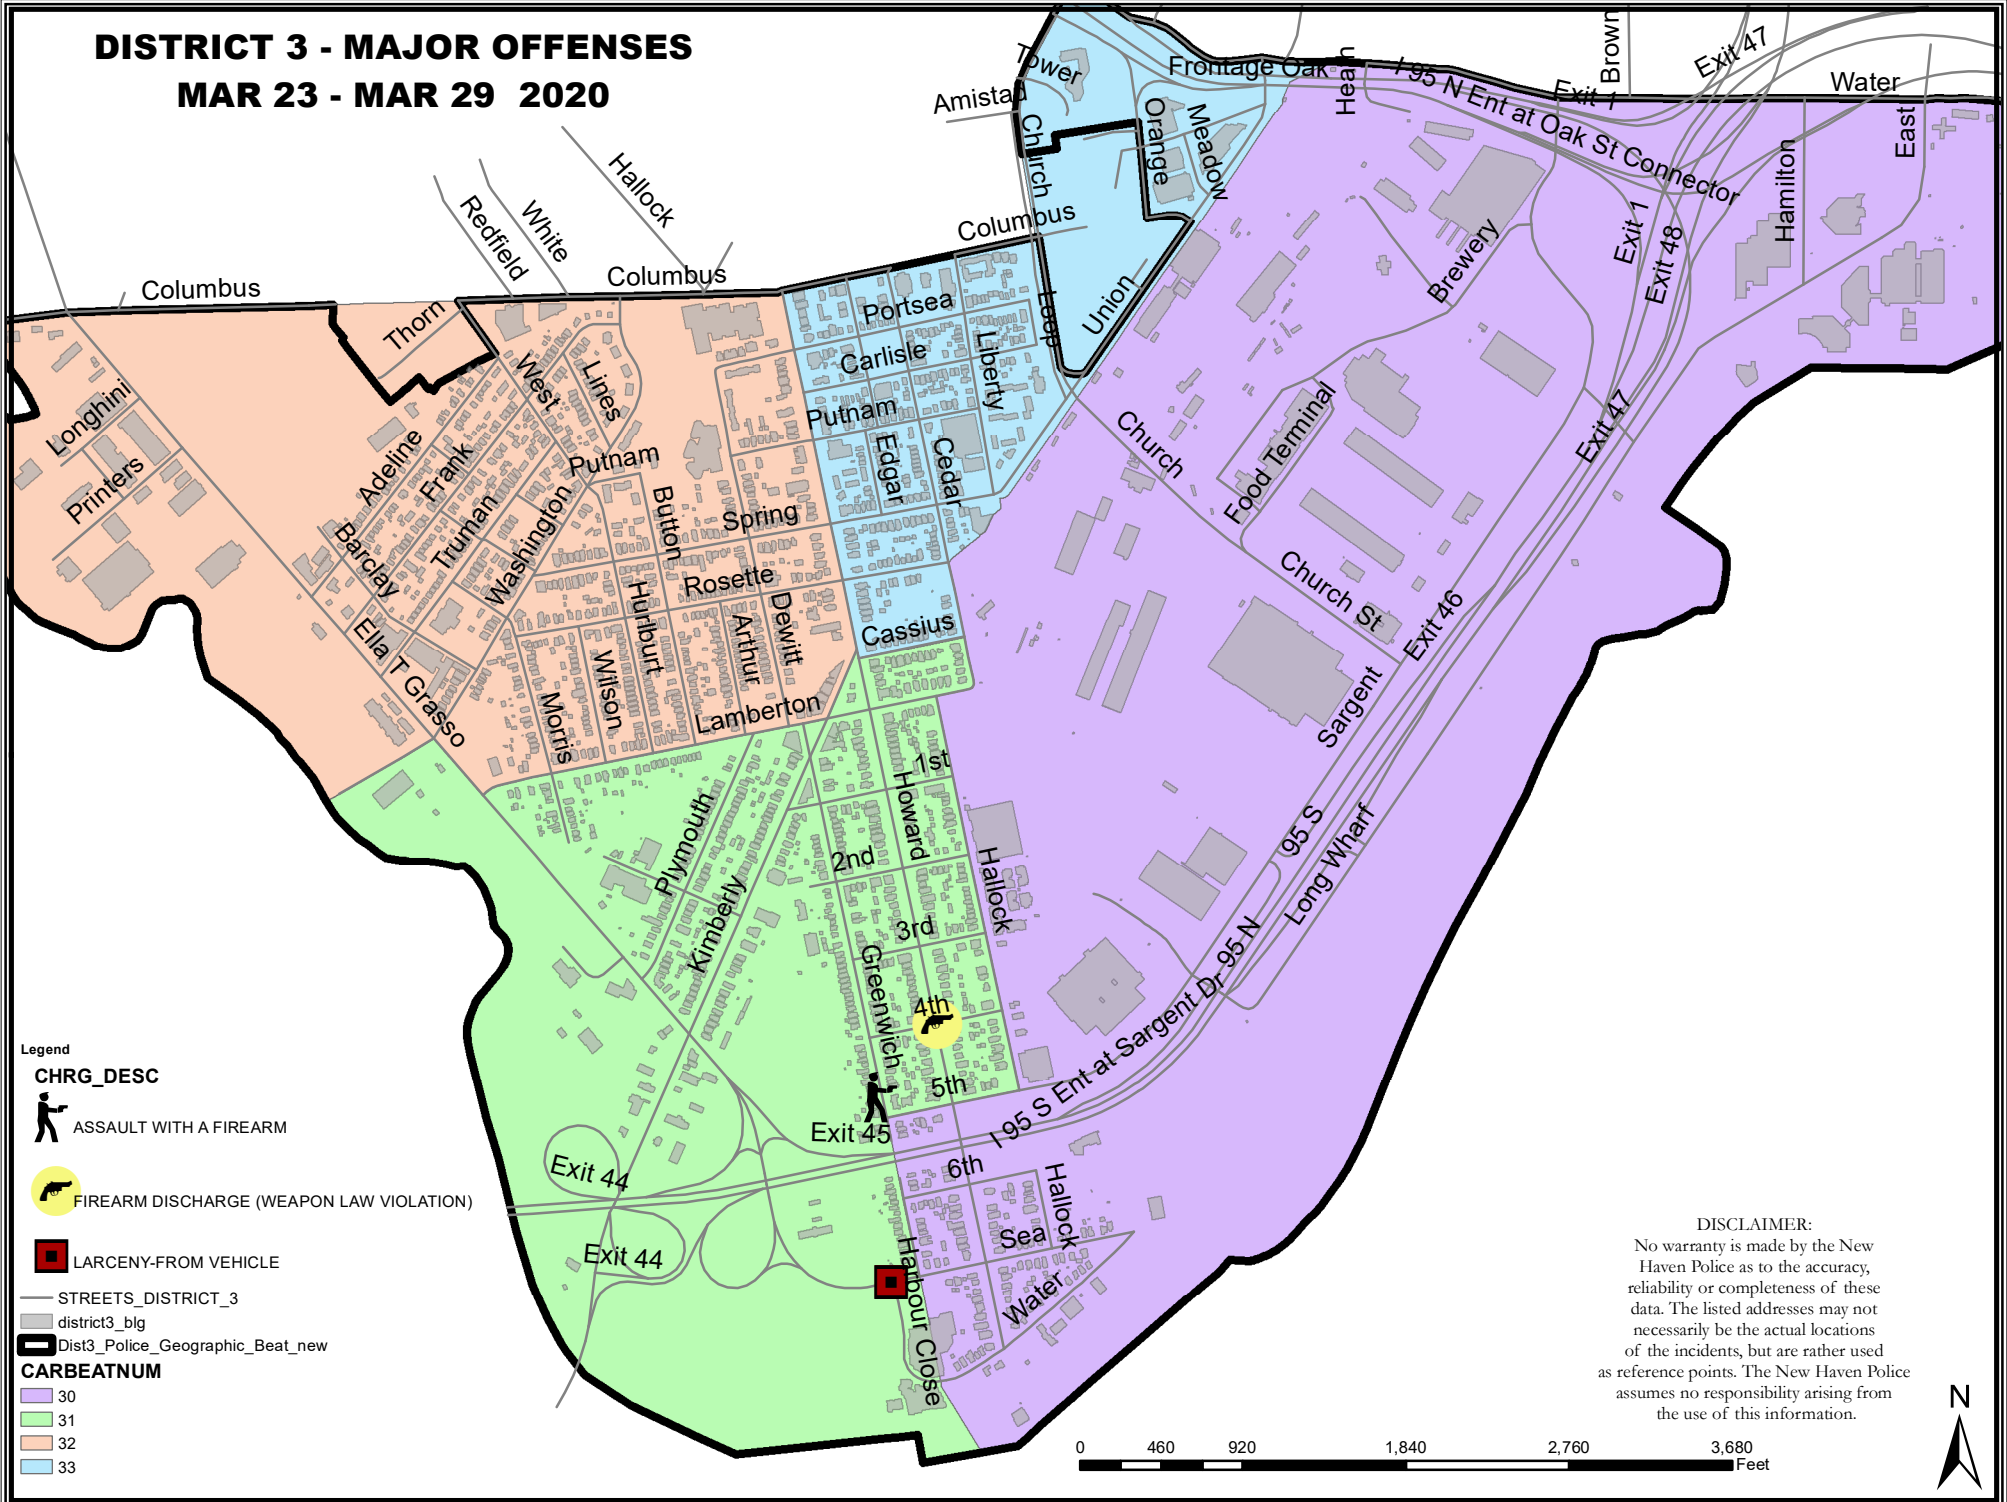 DISTRICT 3 - MAJOR OFFENSES
MAR 23 - MAR 29  2020
Tower
Amistad
Church
Orange
Meadow
Frontage Oak
Heath
I 95 N Ent at Oak St Connector
Exit 1
Brown
Exit 47
Water
East
Hamilton
Exit 1
Exit 48
Hallock
White
Redfield
Columbus
Columbus
Columbus
Thorn
Portsea
Carlisle
Liberty
Loop
Union
Brewery
Longhini
Printers
Adeline
Frank
Truman
West
Lines
Putnam
Putnam
Edgar
Cedar
Church
Food Terminal
Exit 47
Barclay
Washington
Button
Spring
Rosette
Hurlburt
Arthur
Dewitt
Cassius
Church St
Exit 46
Sargent
Ella T Grasso
Morris
Wilson
Lamberton
1st
Howard
Plymouth
2nd
Hallock
95 S
Long Wharf
Kimberly
3rd
Greenwich
95 N
4th
5th
I 95 S Ent at Sargent Dr
Exit 45
Exit 44
6th
Hallock
Exit 44
Sea
Harbour Close
Water
Legend
CHRG_DESC
ASSAULT WITH A FIREARM
FIREARM DISCHARGE (WEAPON LAW VIOLATION)
LARCENY-FROM VEHICLE
STREETS_DISTRICT_3
district3_blg
Dist3_Police_Geographic_Beat_new
CARBEATNUM
30
31
32
33
DISCLAIMER:
No warranty is made by the New
Haven Police as to the accuracy,
reliability or completeness of these
data. The listed addresses may not
necessarily be the actual locations
of the incidents, but are rather used
as reference points. The New Haven Police
assumes no responsibility arising from
the use of this information.
N
0 460 920 1,840 2,760 3,680
Feet